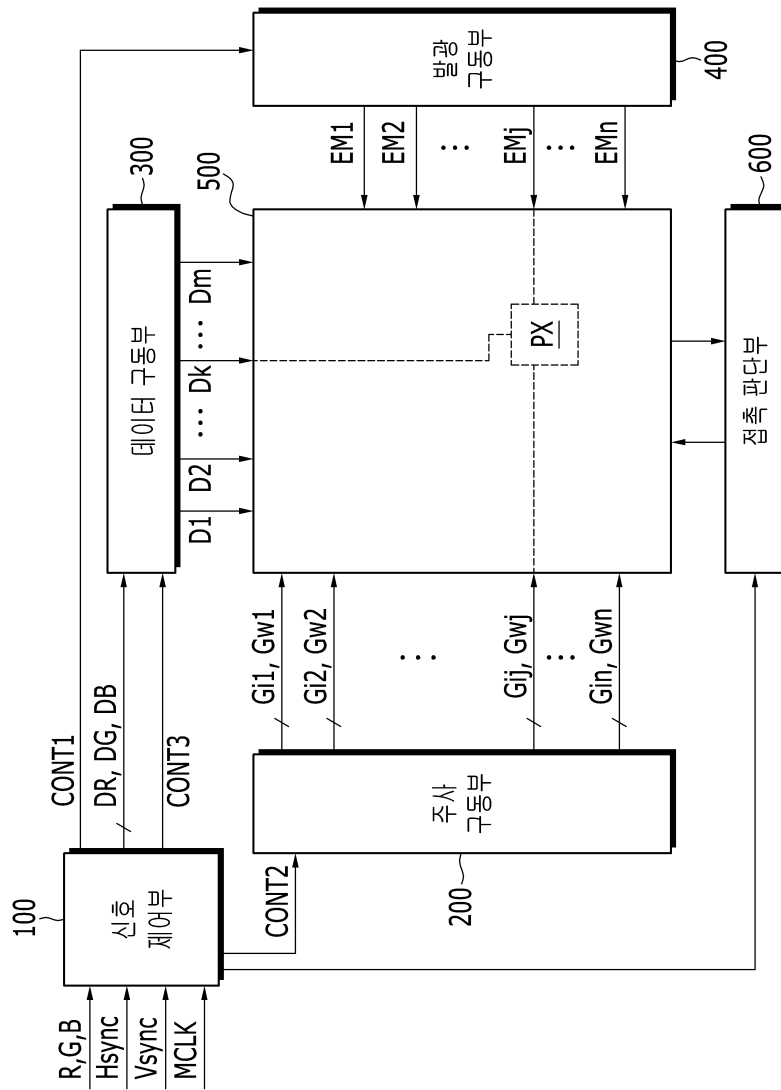 R,G,B
Hsync
Vsync
MCLK
100
신호
제어부
CONT1
DR, DG, DB
CONT3
CONT2
200
주사
구동부
Gi1, Gw1
Gi2, Gw2
...
Gij, Gwj
...
Gin, Gwn
300
데이터 구동부
D1
D2
...
Dk
...
Dm
500
PX
400
발광
구동부
EM1
EM2
...
EMj
...
EMn
600
접촉 판단부